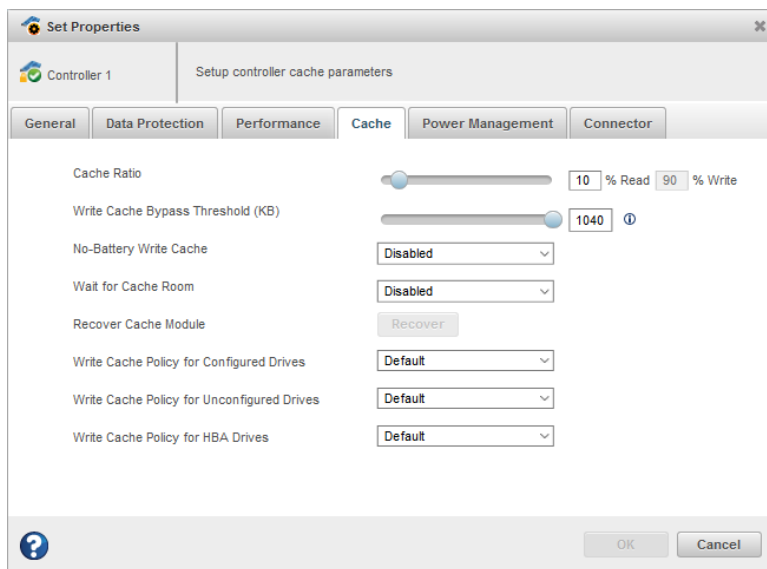 Set Properties
Controller 1
Setup controller cache parameters
General
Data Protection
Performance
Cache
Power Management
Connector
Cache Ratio
10 % Read 90 % Write
Write Cache Bypass Threshold (KB)
1040
No-Battery Write Cache
Disabled
Wait for Cache Room
Disabled
Recover Cache Module
Recover
Write Cache Policy for Configured Drives
Default
Write Cache Policy for Unconfigured Drives
Default
Write Cache Policy for HBA Drives
Default
OK
Cancel